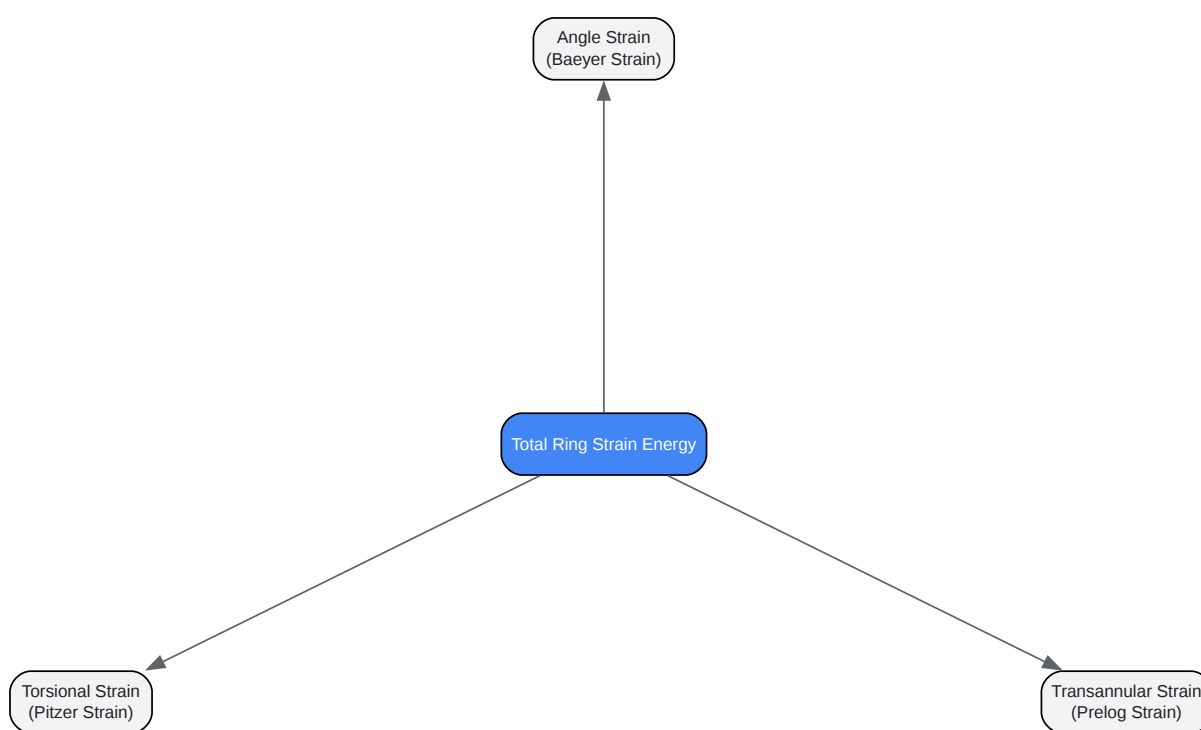 Angle Strain
(Baeyer Strain)
Total Ring Strain Energy
Torsional Strain
(Pitzer Strain)
Transannular Strain
(Prelog Strain)